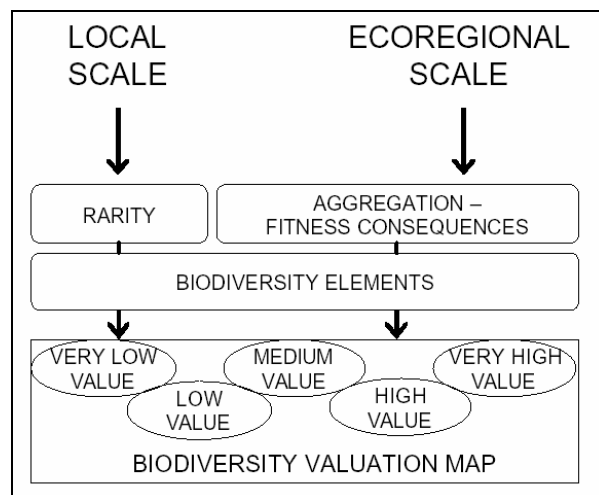 LOCAL
SCALE
ECOREGIONAL
SCALE
RARITY
AGGREGATION –
FITNESS CONSEQUENCES
BIODIVERSITY ELEMENTS
VERY LOW
VALUE
LOW
VALUE
MEDIUM
VALUE
HIGH
VALUE
VERY HIGH
VALUE
BIODIVERSITY VALUATION MAP